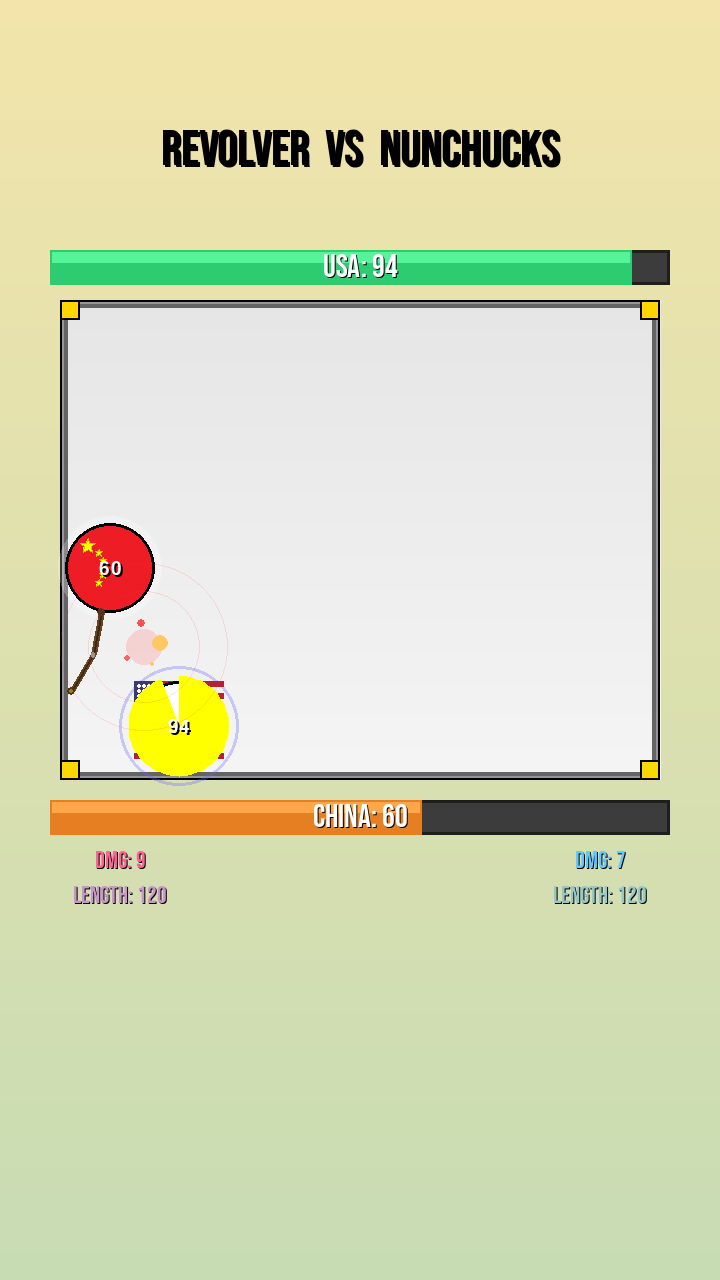 REVOLVER VS NUNCHUCKS
USA: 94
60
94
CHINA: 60
DMG: 9
DMG: 7
LENGTH: 120
LENGTH: 120